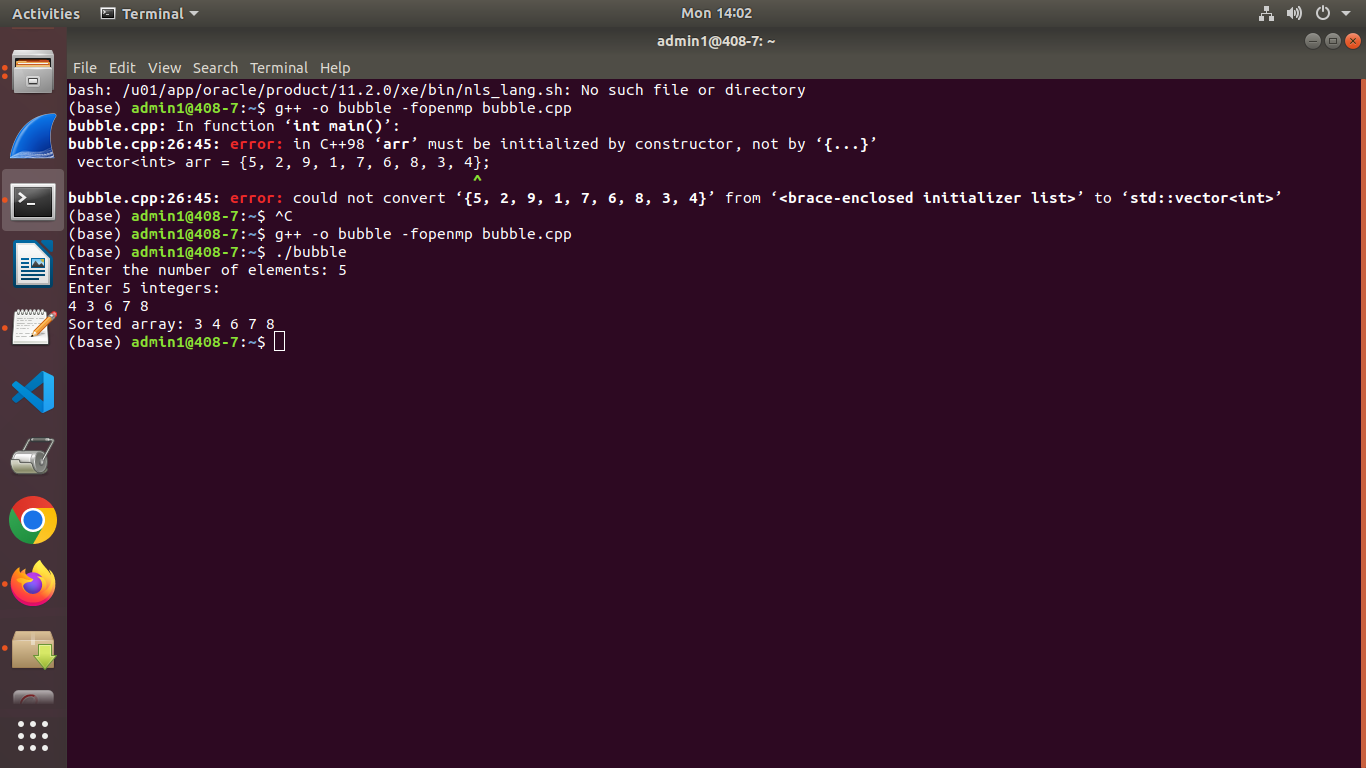 Activities Terminal Mon 14:02
admin1@408-7: ~
File Edit View Search Terminal Help
bash: /u01/app/oracle/product/11.2.0/xe/bin/nls_lang.sh: No such file or directory
(base) admin1@408-7:~$ g++ -o bubble -fopenmp bubble.cpp
bubble.cpp: In function ‘int main()’:
bubble.cpp:26:45: error: in C++98 ‘arr’ must be initialized by constructor, not by ‘{...}’
 vector<int> arr = {5, 2, 9, 1, 7, 6, 8, 3, 4};
^
bubble.cpp:26:45: error: could not convert ‘{5, 2, 9, 1, 7, 6, 8, 3, 4}’ from ‘<brace-enclosed initializer list>’ to ‘std::vector<int>’
(base) admin1@408-7:~$ ^C
(base) admin1@408-7:~$ g++ -o bubble -fopenmp bubble.cpp
(base) admin1@408-7:~$ ./bubble
Enter the number of elements: 5
Enter 5 integers:
4 3 6 7 8
Sorted array: 3 4 6 7 8
(base) admin1@408-7:~$